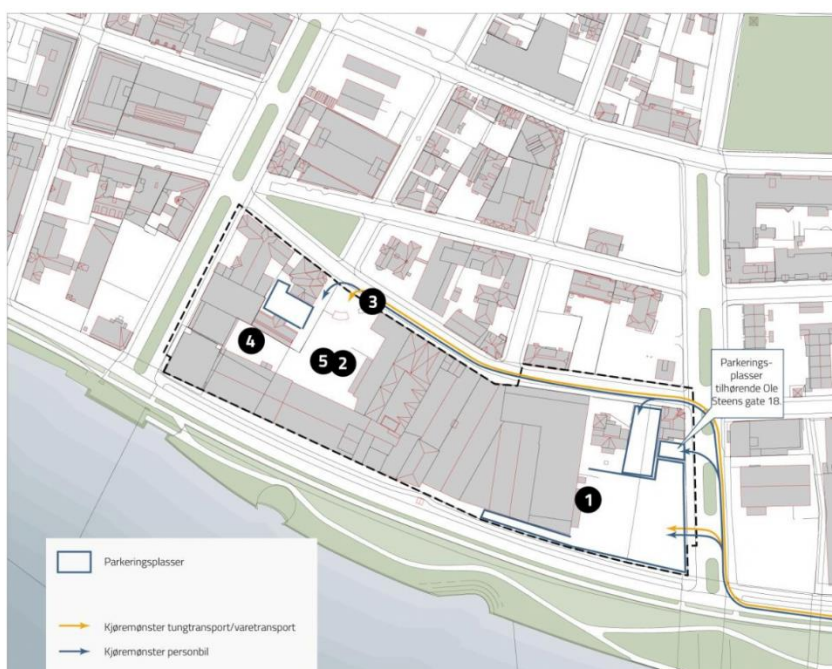 3
4
5
2
Parkerings-
plasser
tilhørende Ole
Steens gate 18.
1
Parkeringsplasser
Kjøremønster tungtransport/varetransport
Kjøremønster personbil